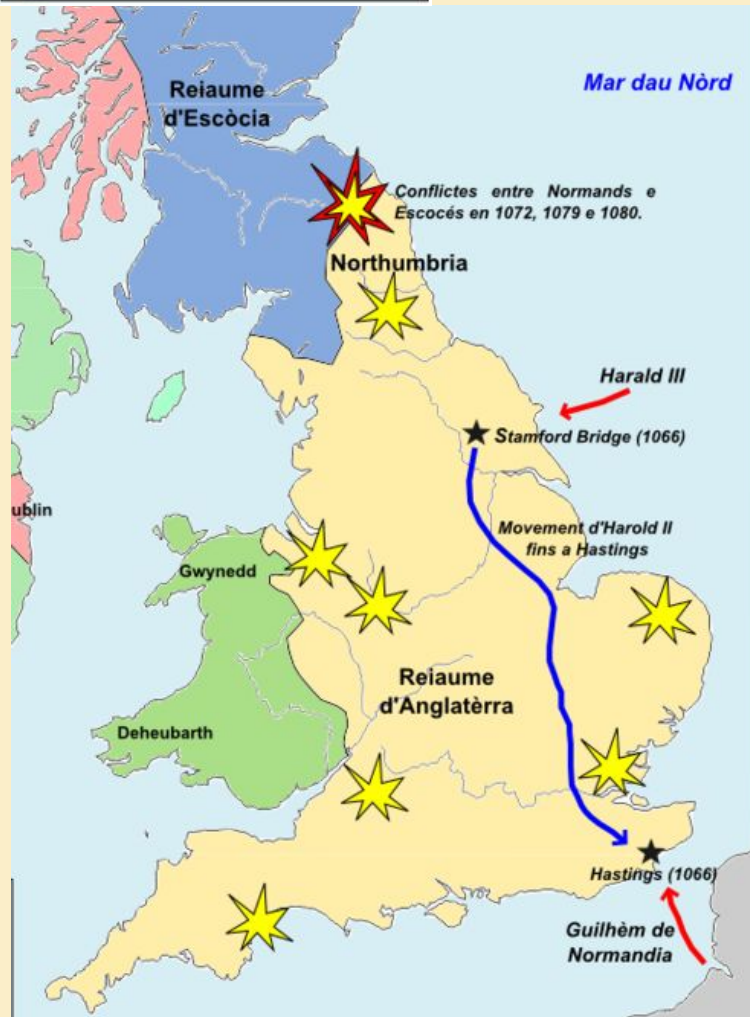 Reiaume
d'Escòcia
Mar dau Nòrd
Conflictes entre Normands e
Escocés en 1072, 1079 e 1080.
Northumbria
Harald III
Stamford Bridge (1066)
ublin
Movement d'Harold II
fins a Hastings
Gwynedd
Reiaume
d'Anglatèrra
Deheubarth
Hastings (1066)
Guilhèm de
Normandia